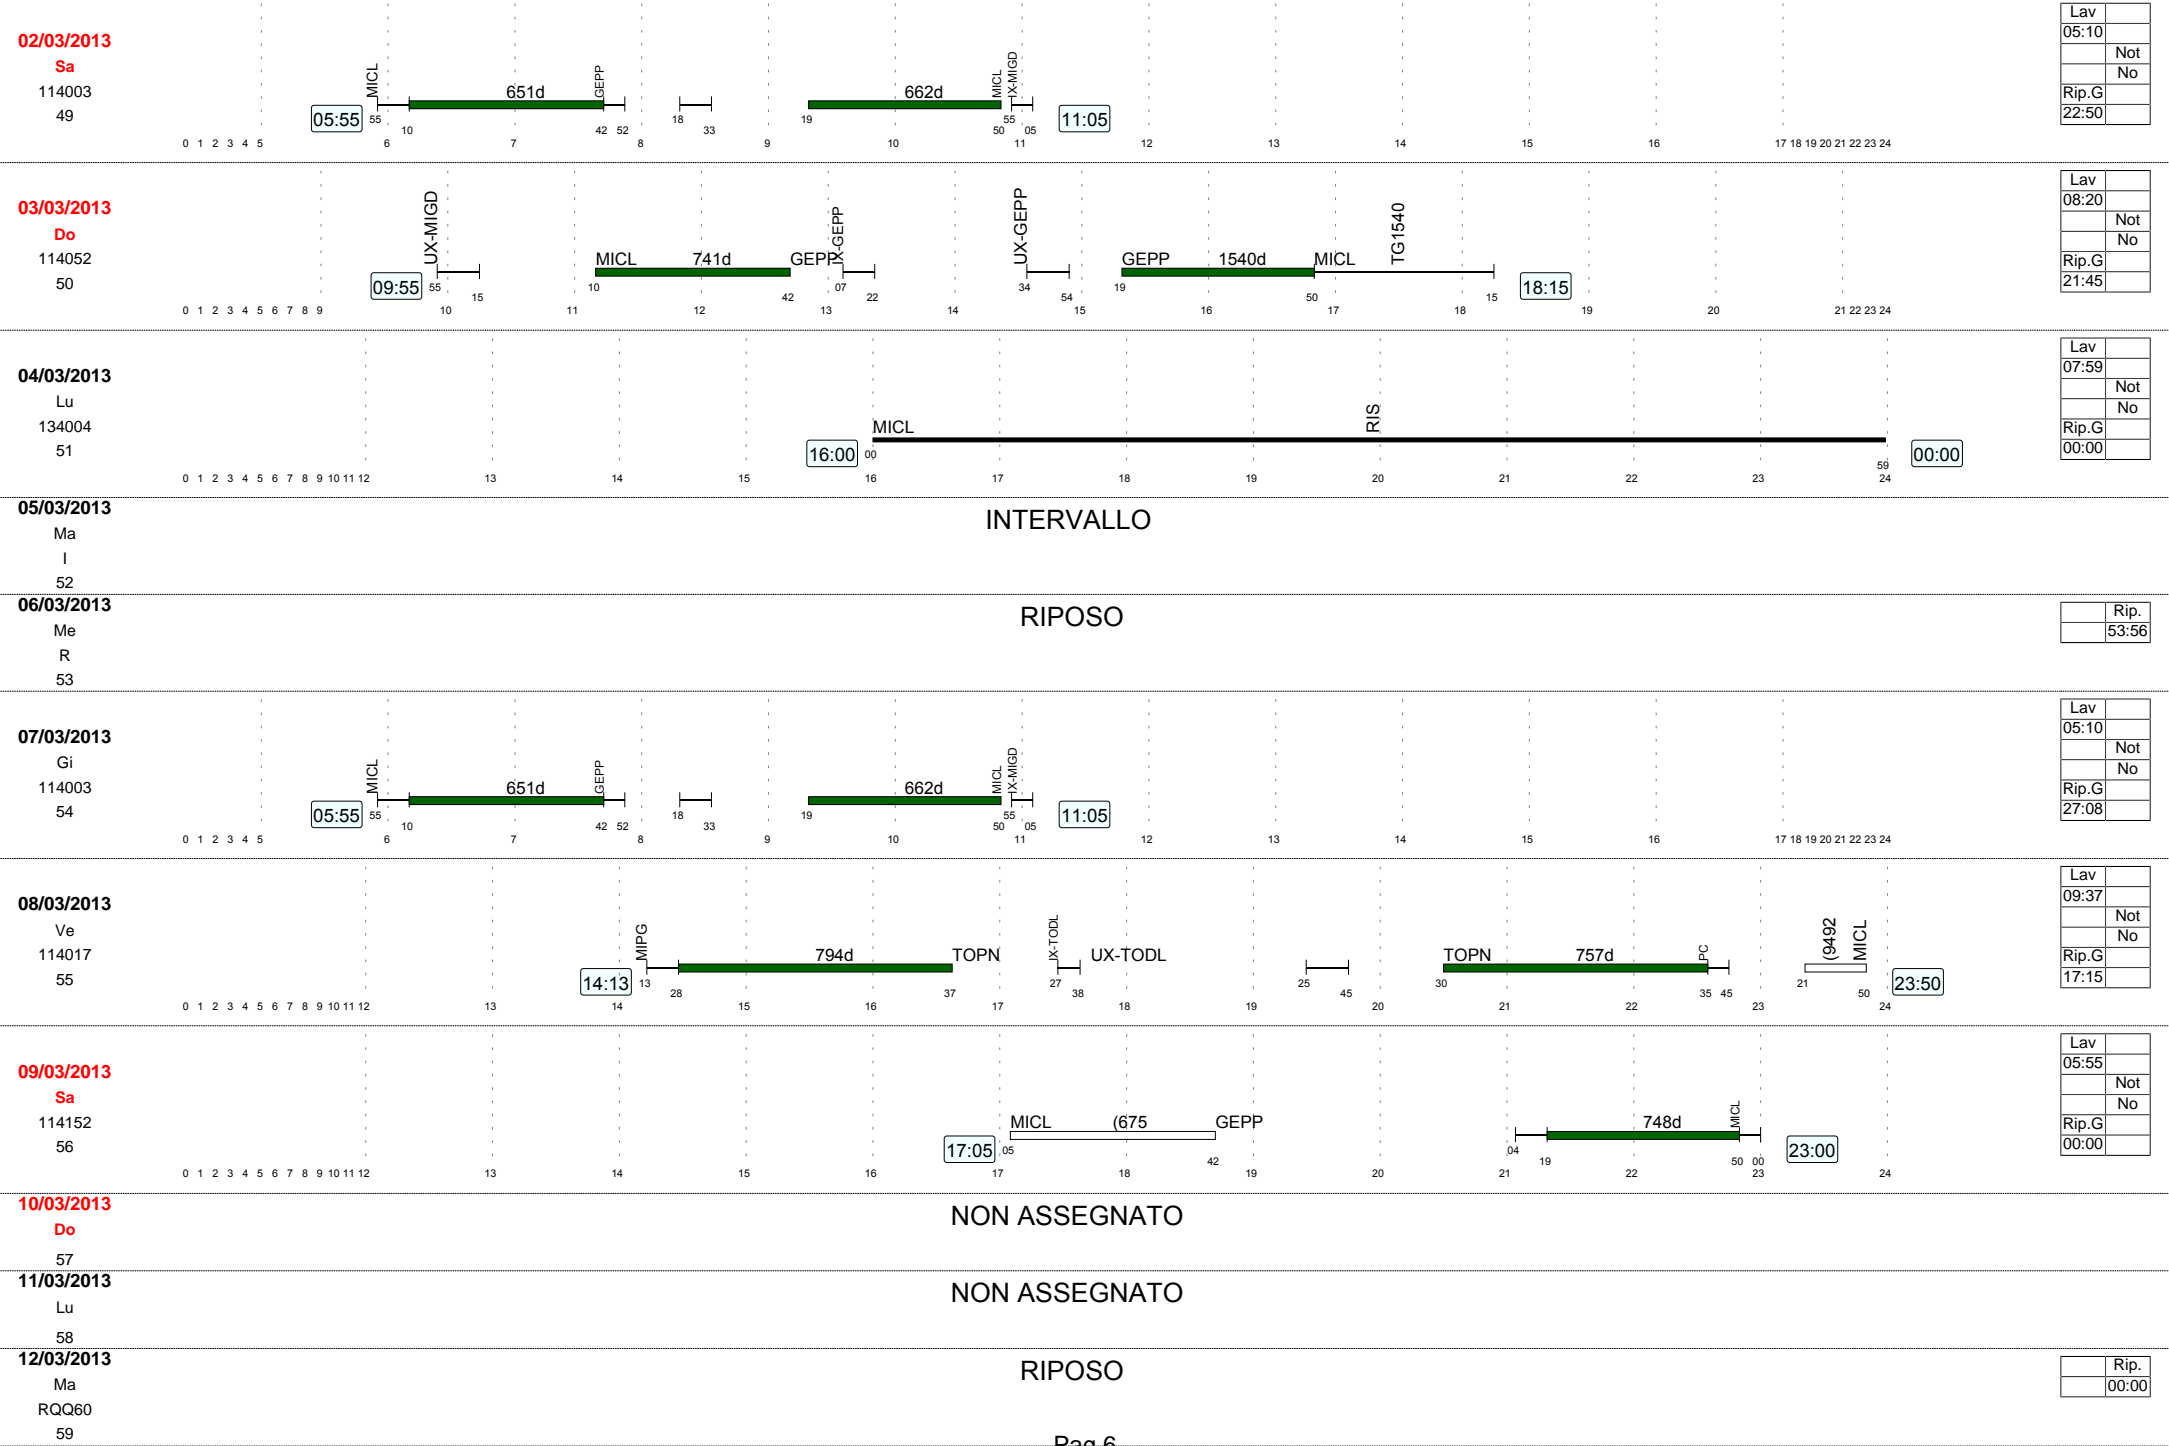 02/03/2013
Sa
114003
49
MICL 651d GEPP 662d MICL IX-MIGD
05:55 55 10 42 52 18 33 19 50 55 05 11:05
0 1 2 3 4 5 6 7 8 9 10 11 12 13 14 15 16 17 18 19 20 21 22 23 24
Lav
05:10
Not
No
Rip.G
22:50
03/03/2013
Do
114052
50
UX-MIGD MICL 741d GEPP IX-GEPP UX-GEPP GEPP 1540d MICL TG1540
09:55 55 15 10 42 07 22 34 54 19 50 15 18:15
0 1 2 3 4 5 6 7 8 9 10 11 12 13 14 15 16 17 18 19 20 21 22 23 24
Lav
08:20
Not
No
Rip.G
21:45
04/03/2013
Lu
134004
51
MICL RIS
16:00 00 59 00:00
0 1 2 3 4 5 6 7 8 9 10 11 12 13 14 15 16 17 18 19 20 21 22 23 24
Lav
07:59
Not
No
Rip.G
00:00
05/03/2013
Ma
I
52
INTERVALLO
06/03/2013
Me
R
53
RIPOSO
Rip.
53:56
07/03/2013
Gi
114003
54
MICL 651d GEPP 662d MICL IX-MIGD
05:55 55 10 42 52 18 33 19 50 55 05 11:05
0 1 2 3 4 5 6 7 8 9 10 11 12 13 14 15 16 17 18 19 20 21 22 23 24
Lav
05:10
Not
No
Rip.G
27:08
08/03/2013
Ve
114017
55
MIPG 794d TOPN IX-TODL UX-TODL TOPN 757d PC (9492 MICL
14:13 13 28 37 27 38 25 45 30 35 45 21 50 23:50
0 1 2 3 4 5 6 7 8 9 10 11 12 13 14 15 16 17 18 19 20 21 22 23 24
Lav
09:37
Not
No
Rip.G
17:15
09/03/2013
Sa
114152
56
MICL (675 GEPP 748d MICL
17:05 05 42 04 19 50 00 23:00
0 1 2 3 4 5 6 7 8 9 10 11 12 13 14 15 16 17 18 19 20 21 22 23 24
Lav
05:55
Not
No
Rip.G
00:00
10/03/2013
Do
57
NON ASSEGNATO
11/03/2013
Lu
58
NON ASSEGNATO
12/03/2013
Ma
RQQ60
59
RIPOSO
Rip.
00:00
Pag.6